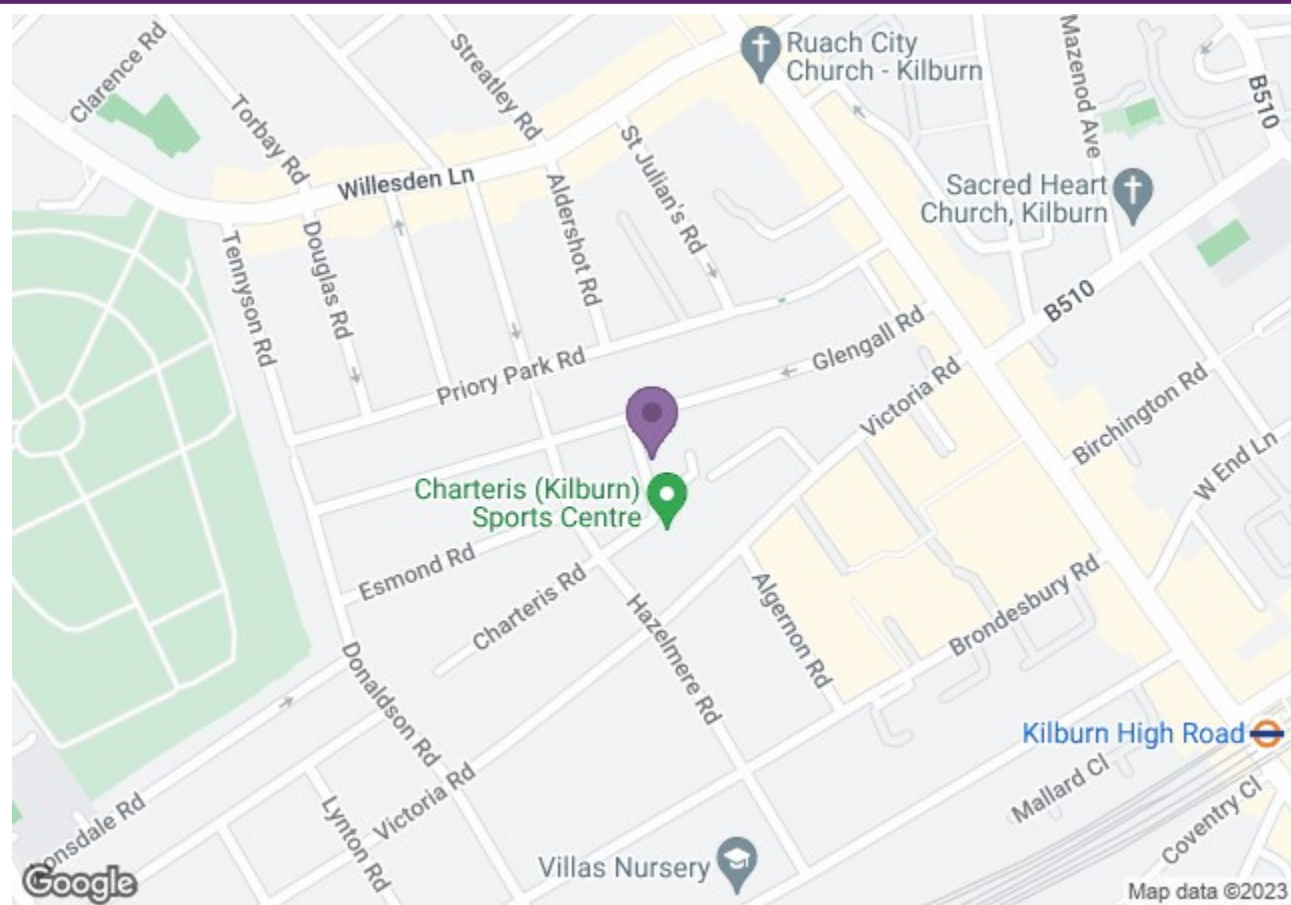 Clarence Rd
Torbay Rd
Streatley Rd
Ruach City
Church - Kilburn
Mazenod Ave
B510
Willesden Ln
St Julian's Rd
Aldershot Rd
Sacred Heart
Church, Kilburn
Tennyson Rd
Douglas Rd
B510
Glengall Rd
Priory Park Rd
Victoria Rd
Birchington Rd
W End Ln
Charteris (Kilburn)
Sports Centre
Esmond Rd
Charteris Rd
Hazelmere Rd
Algernon Rd
Brondesbury Rd
Donaldson Rd
Kilburn High Road
Mallard Cl
Coventry Cl
onsdale Rd
Lynton Rd
Victoria Rd
Villas Nursery
Google
Map data ©2023